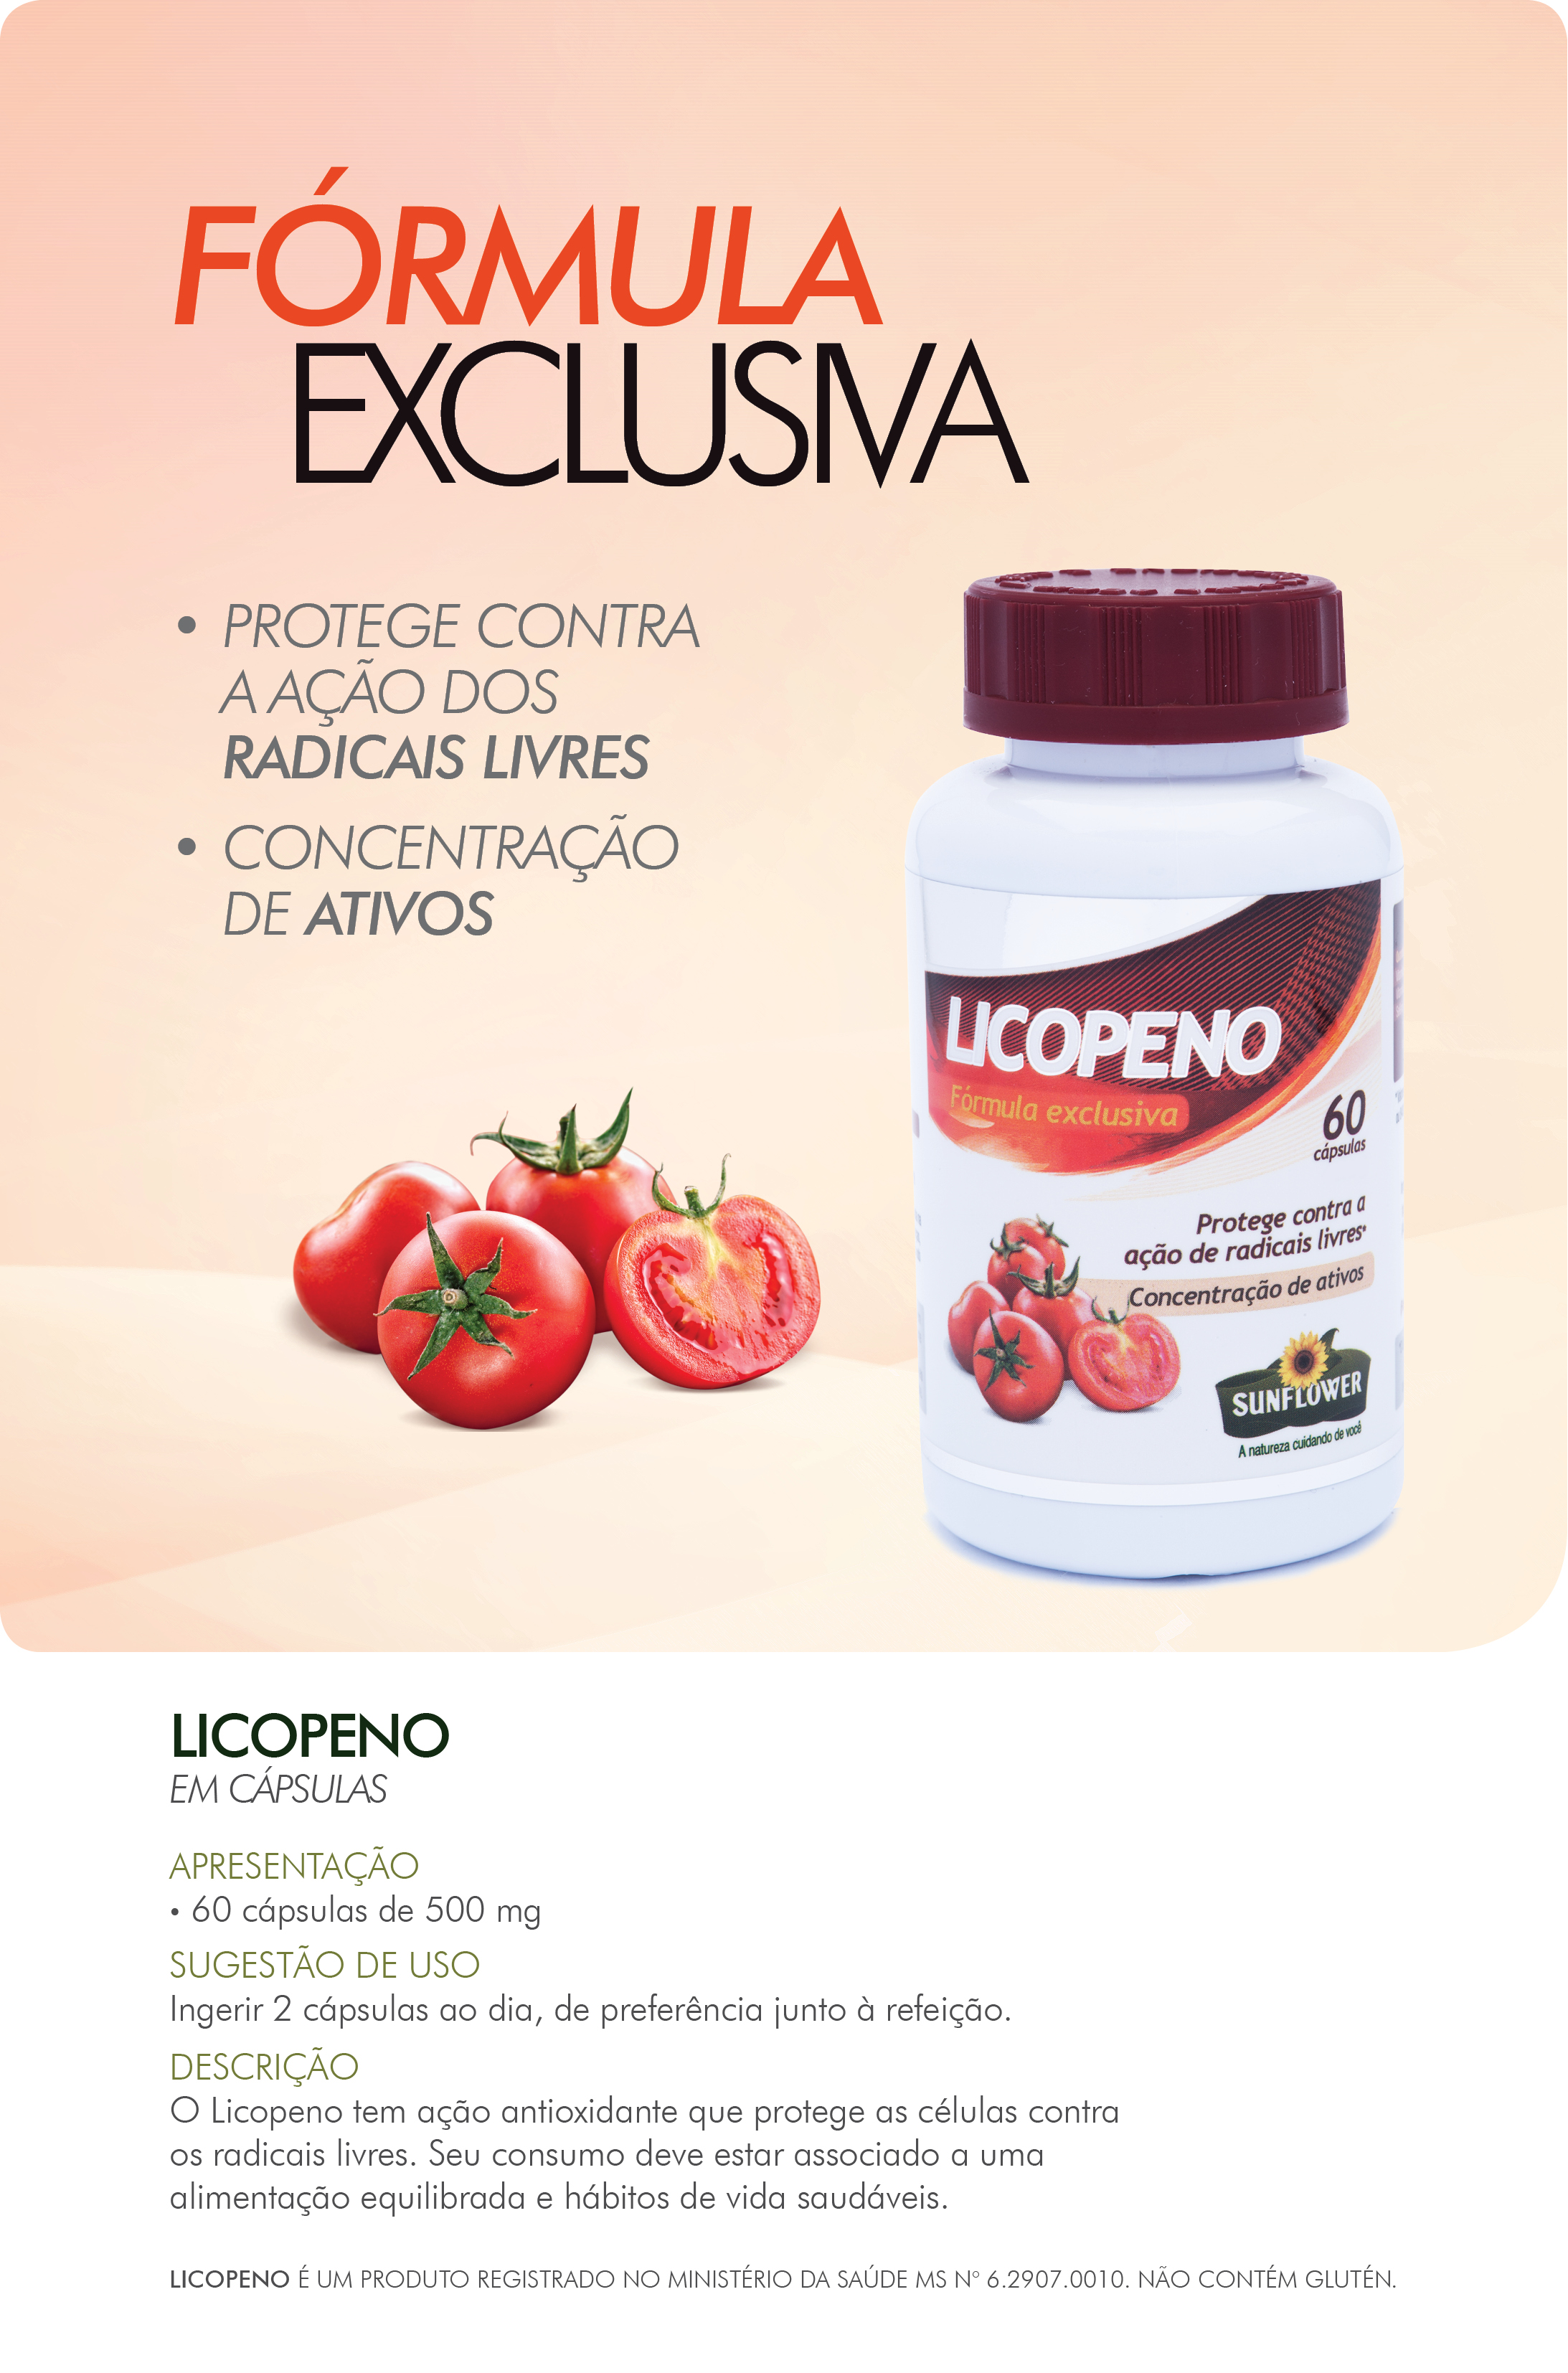 FÓRMULA
EXCLUSIVA
• PROTEGE CONTRA
A AÇÃO DOS
RADICAIS LIVRES
• CONCENTRAÇÃO
DE ATIVOS
LICOPENO
Fórmula exclusiva
60
cápsulas
Protege contra a
ação de radicais livres*
Concentração de ativos
SUNFLOWER
A natureza cuidando de você
LICOPENO
EM CÁPSULAS
APRESENTAÇÃO
• 60 cápsulas de 500 mg
SUGESTÃO DE USO
Ingerir 2 cápsulas ao dia, de preferência junto à refeição.
DESCRIÇÃO
O Licopeno tem ação antioxidante que protege as células contra
os radicais livres. Seu consumo deve estar associado a uma
alimentação equilibrada e hábitos de vida saudáveis.
LICOPENO É UM PRODUTO REGISTRADO NO MINISTÉRIO DA SAÚDE MS Nº 6.2907.0010. NÃO CONTÉM GLUTÉN.